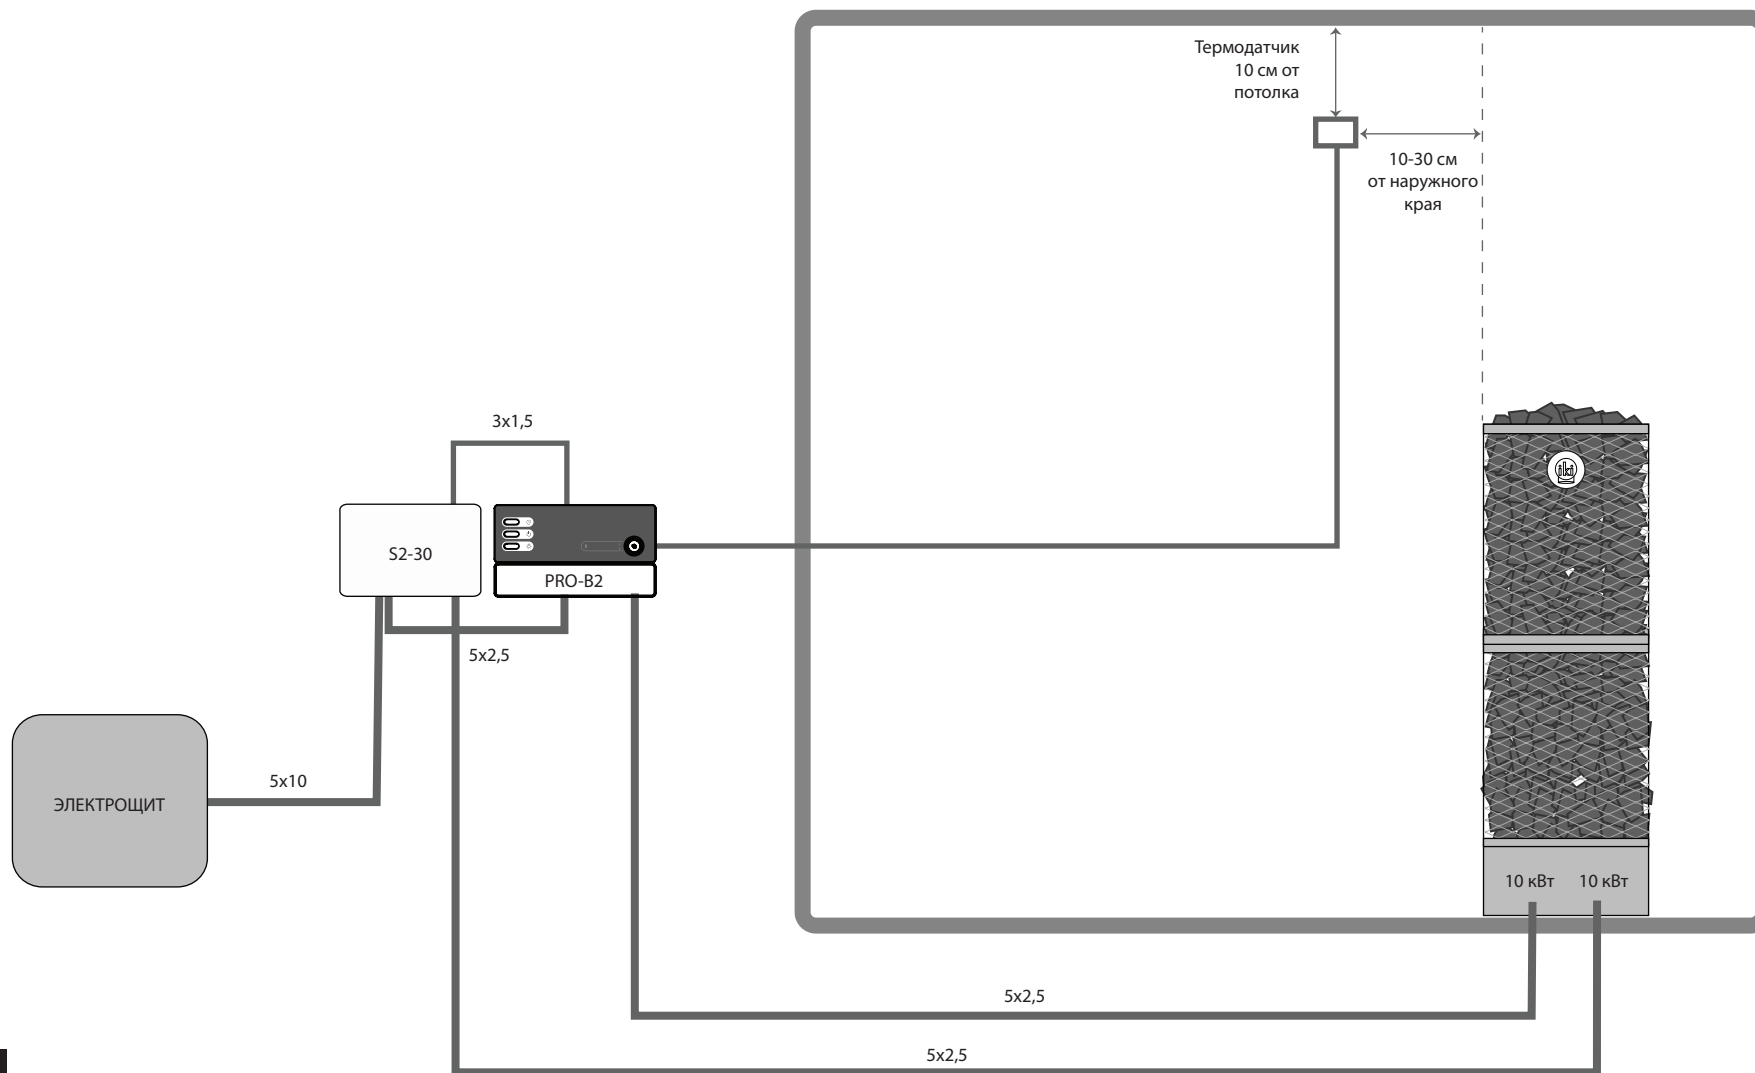 Термодатчик
10 см от
потолка
10-30 см
от наружного
края
3x1,5
S2-30
PRO-B2
5x2,5
5x10
ЭЛЕКТРОЩИТ
iki
10 кВт 10 кВт
5x2,5
5x2,5